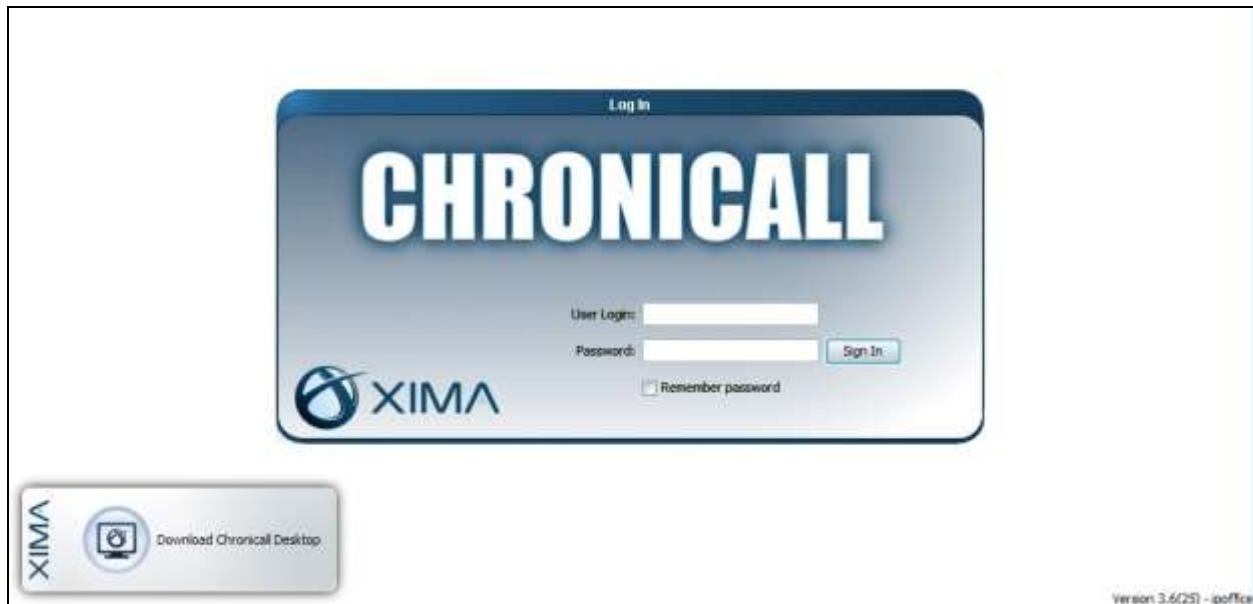 Log In
CHRONICALL
User Login:
Password:
Sign In
Remember password
XIMA
XIMA
Download Chronicall Desktop
Version 3.6(25) - ipoffice